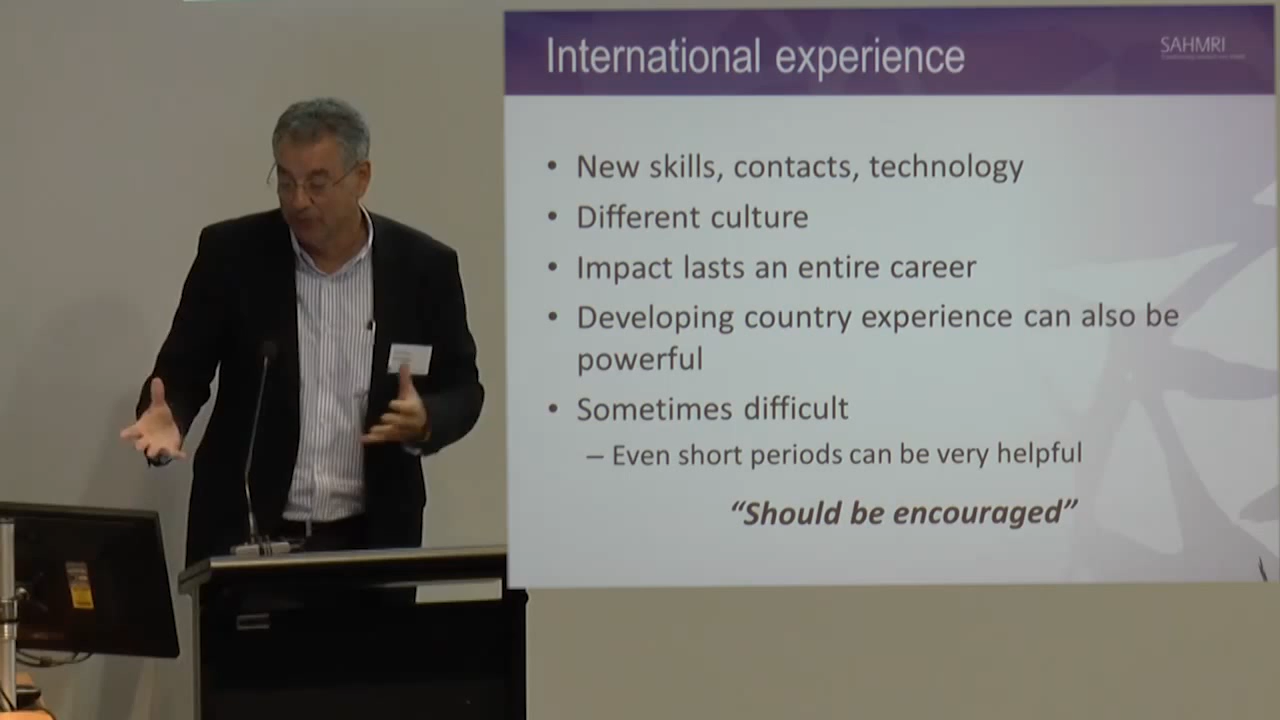 International experience
SAHMRI
• New skills, contacts, technology
• Different culture
• Impact lasts an entire career
• Developing country experience can also be
powerful
• Sometimes difficult
– Even short periods can be very helpful
“Should be encouraged”